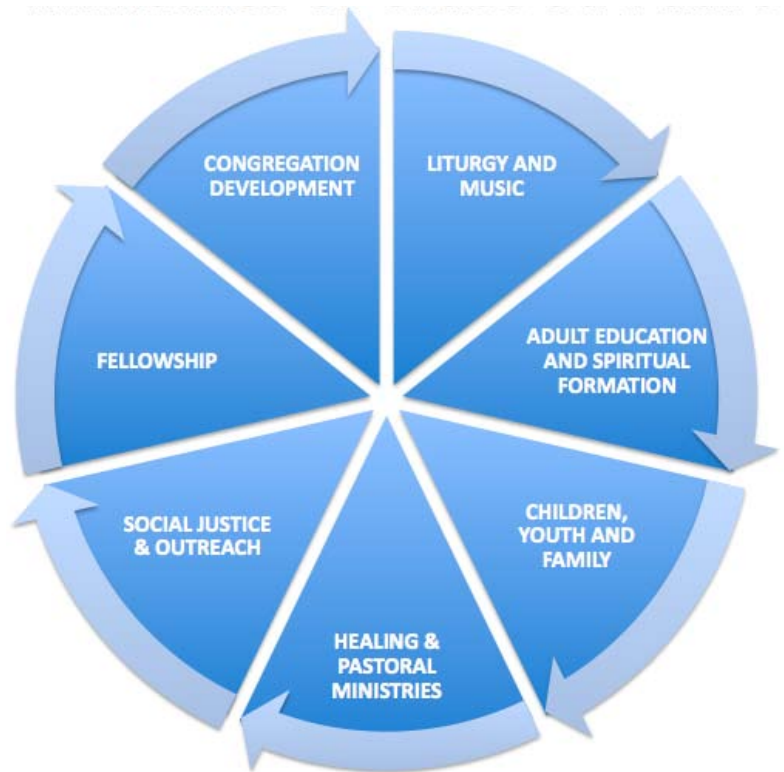 LITURGY AND
MUSIC
ADULT EDUCATION
AND SPIRITUAL
FORMATION
CHILDREN,
YOUTH AND
FAMILY
HEALING &
PASTORAL
MINISTRIES
SOCIAL JUSTICE
& OUTREACH
FELLOWSHIP
CONGREGATION
DEVELOPMENT